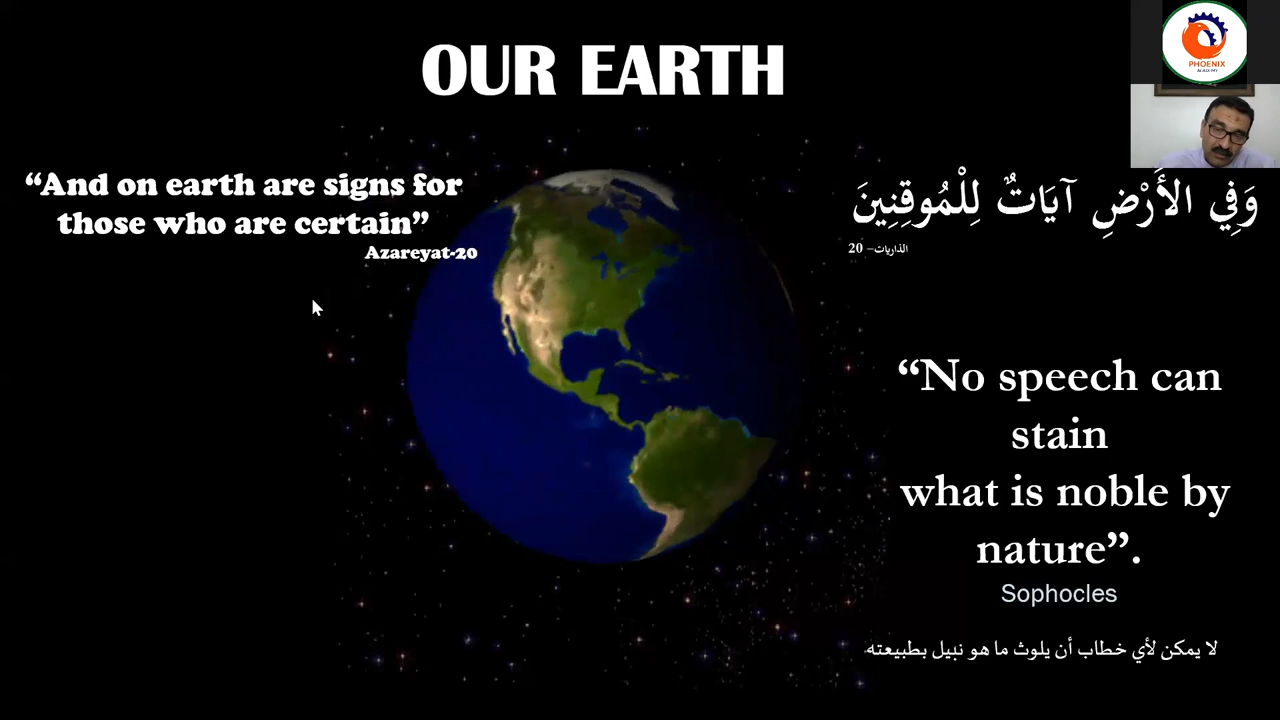 OUR EARTH
PHOENIX
ACADEMY
“And on earth are signs for
those who are certain”
Azareyat-20
وَفِي الأَرْضِ آيَاتٌ لِلْمُوقِنِينَ
الذاريات– 20
“No speech can
stain
what is noble by
nature”.
Sophocles
لا يمكن لأي خطاب أن يلوث ما هو نبيل بطبيعته.